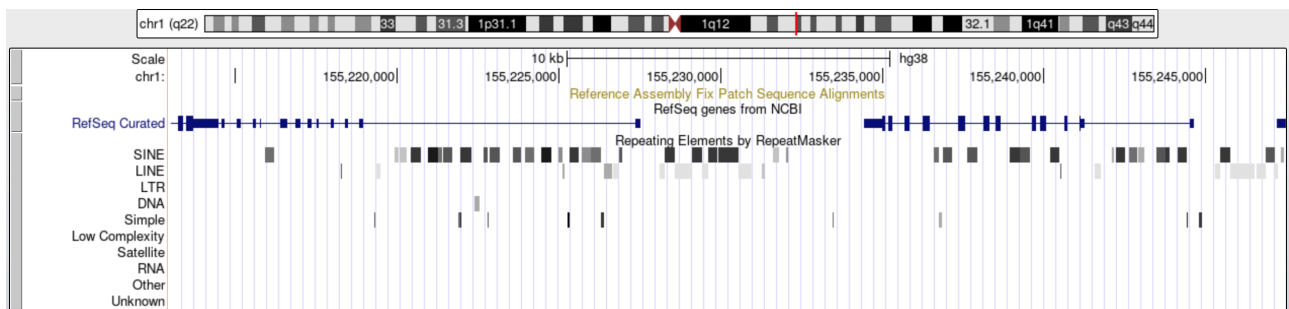 chr1 (q22) 33 31.3 1p31.1 1q12 32.1 1q41 q43 q44
Scale 10 kb hg38
chr1: 155,220,000 155,225,000 155,230,000 155,235,000 155,240,000 155,245,000
Reference Assembly Fix Patch Sequence Alignments
RefSeq genes from NCBI
RefSeq Curated
Repeating Elements by RepeatMasker
SINE
LINE
LTR
DNA
Simple
Low Complexity
Satellite
RNA
Other
Unknown